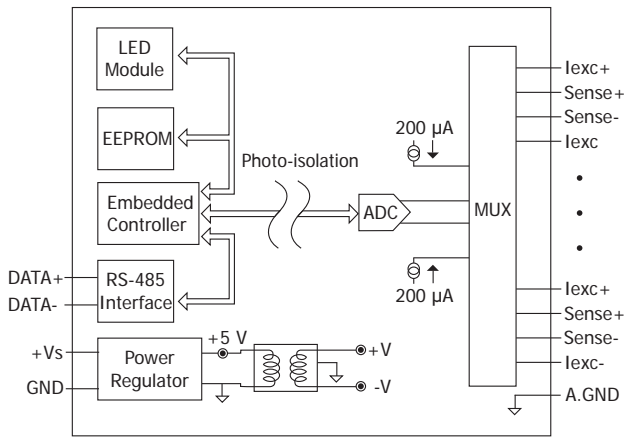 LED
Module
EEPROM
Embedded
Controller
RS-485
Interface
DATA+
DATA-
+Vs
GND
Power
Regulator
+5 V
+V
-V
Photo-isolation
ADC
200 µA
200 µA
MUX
Iexc+
Sense+
Sense-
Iexc
Iexc+
Sense+
Sense-
Iexc-
A.GND